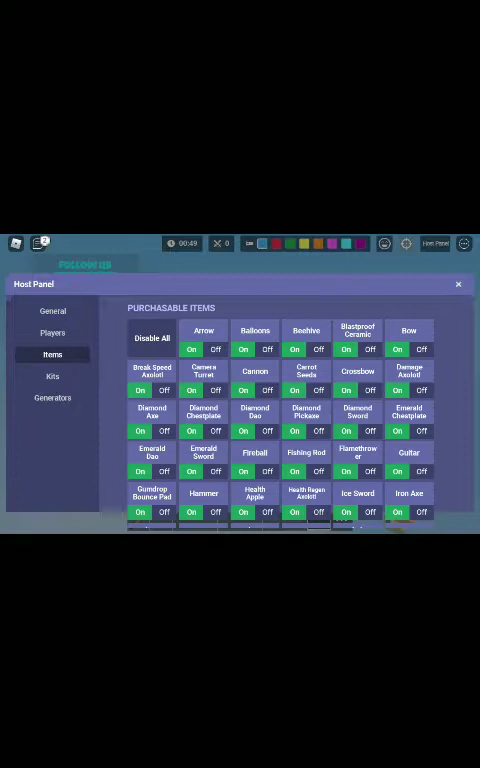 2
00:49
0
Host Panel
FOLLOW US
Host Panel
General
Players
Items
Kits
Generators
PURCHASABLE ITEMS
Disable All
Arrow
On Off
Balloons
On Off
Beehive
On Off
Blastproof
Ceramic
On Off
Bow
On Off
Break Speed
Axolotl
On Off
Camera
Turret
On Off
Cannon
On Off
Carrot
Seeds
On Off
Crossbow
On Off
Damage
Axolotl
On Off
Diamond
Axe
On Off
Diamond
Chestplate
On Off
Diamond
Dao
On Off
Diamond
Pickaxe
On Off
Diamond
Sword
On Off
Emerald
Chestplate
On Off
Emerald
Dao
On Off
Emerald
Sword
On Off
Fireball
On Off
Fishing Rod
On Off
Flamethrow
er
On Off
Guitar
On Off
Gumdrop
Bounce Pad
On Off
Hammer
On Off
Health
Apple
On Off
Health Regen
Axolotl
On Off
Ice Sword
On Off
Iron Axe
On Off